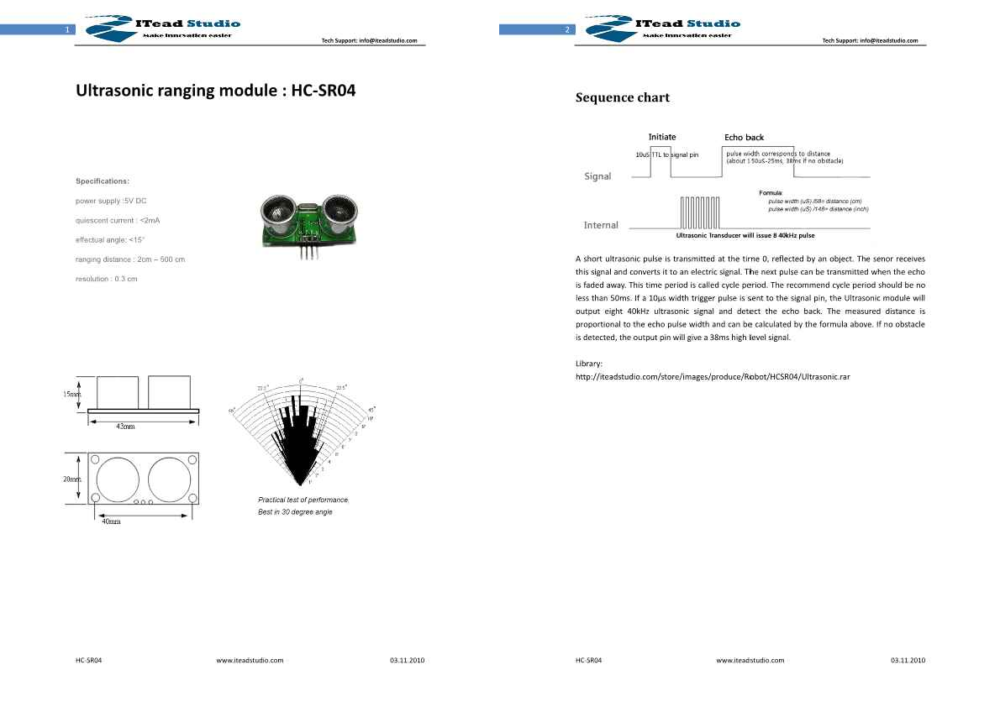 1
ITead Studio
Make innovation easier
Tech Support: info@iteadstudio.com
Ultrasonic ranging module : HC-SR04
Specifications:
power supply :5V DC
quiescent current : <2mA
effectual angle: <15°
ranging distance : 2cm – 500 cm
resolution : 0.3 cm
15mm
43mm
20mm
40mm
22.5°
0°
22.5°
45°
10'
9'
8'
7'
6'
4'
1'
Practical test of performance,
Best in 30 degree angle
HC-SR04 www.iteadstudio.com 03.11.2010
2
ITead Studio
Make innovation easier
Tech Support: info@iteadstudio.com
Sequence chart
Initiate
Echo back
10uS TTL to signal pin
pulse width corresponds to distance
(about 150uS-25ms, 38ms if no obstacle)
Signal
Formula:
pulse width (uS) /58= distance (cm)
pulse width (uS) /148= distance (inch)
Internal
Ultrasonic Transducer will issue 8 40kHz pulse
A short ultrasonic pulse is transmitted at the time 0, reflected by an object. The senor receives
this signal and converts it to an electric signal. The next pulse can be transmitted when the echo
is faded away. This time period is called cycle period. The recommend cycle period should be no
less than 50ms. If a 10μs width trigger pulse is sent to the signal pin, the Ultrasonic module will
output eight 40kHz ultrasonic signal and detect the echo back. The measured distance is
proportional to the echo pulse width and can be calculated by the formula above. If no obstacle
is detected, the output pin will give a 38ms high level signal.
Library:
http://iteadstudio.com/store/images/produce/Robot/HCSR04/Ultrasonic.rar
HC-SR04 www.iteadstudio.com 03.11.2010